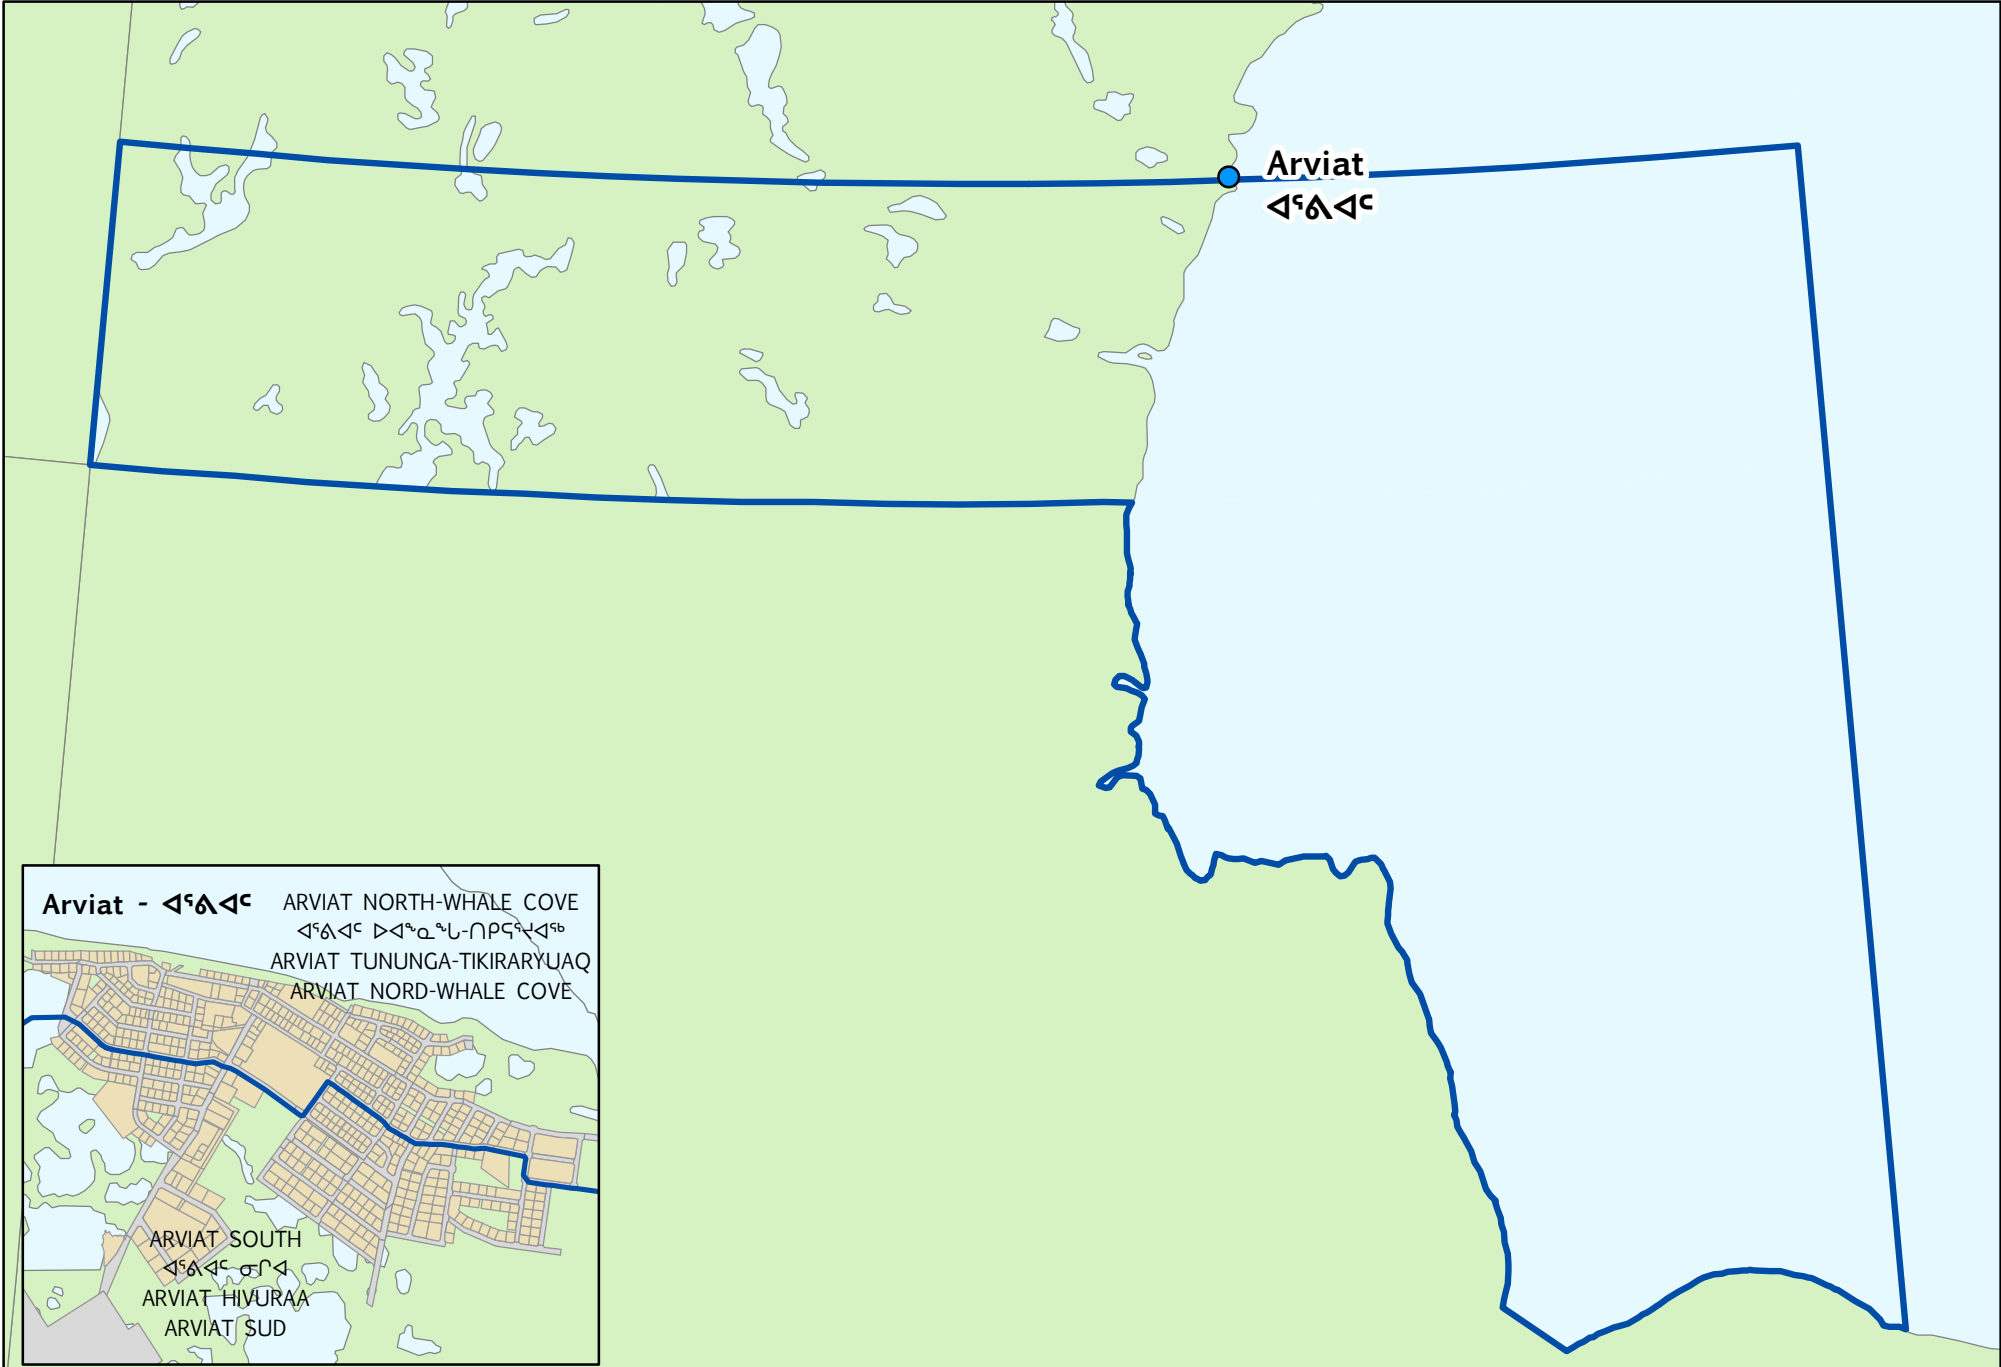 Arviat
ᐊᕐᕕᐊᑦ
Arviat - ᐊᕐᕕᐊᑦ
ARVIAT NORTH-WHALE COVE
ᐊᕐᕕᐊᑦ ᐅᐊᖕᓇᖓ-ᑎᑭᕋᕐᔪᐊᖅ
ARVIAT TUNUNGA-TIKIRARYUAQ
ARVIAT NORD-WHALE COVE
ARVIAT SOUTH
ᐊᕐᕕᐊᑦ ᓂᒋᐊ
ARVIAT HIVURAA
ARVIAT SUD